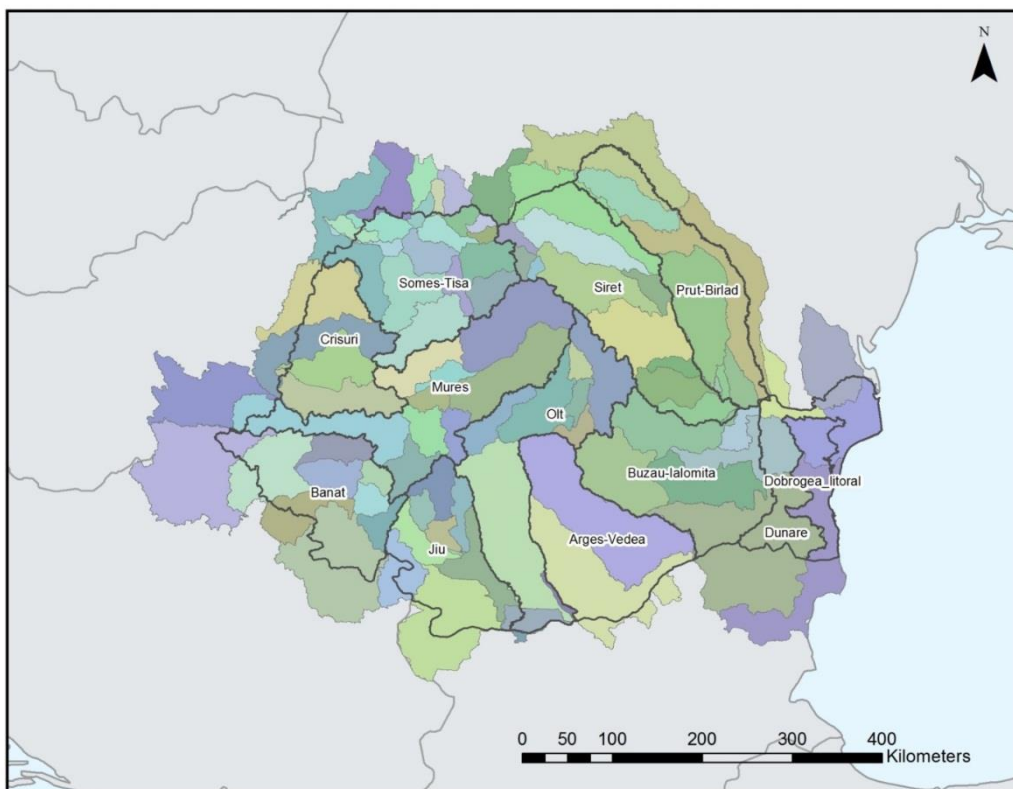 N
Somes-Tisa
Siret
Prut-Birlad
Crisuri
Mures
Olt
Buzau-Ialomita
Dobrogea_litoral
Banat
Dunare
Arges-Vedea
Jiu
0 50 100 200 300 400
Kilometers